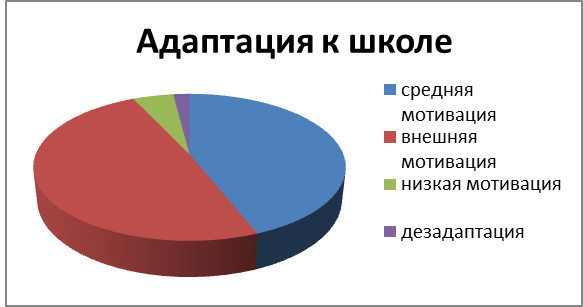 Адаптация к школе
средняя
мотивация
внешняя
мотивация
низкая мотивация
дезадаптация